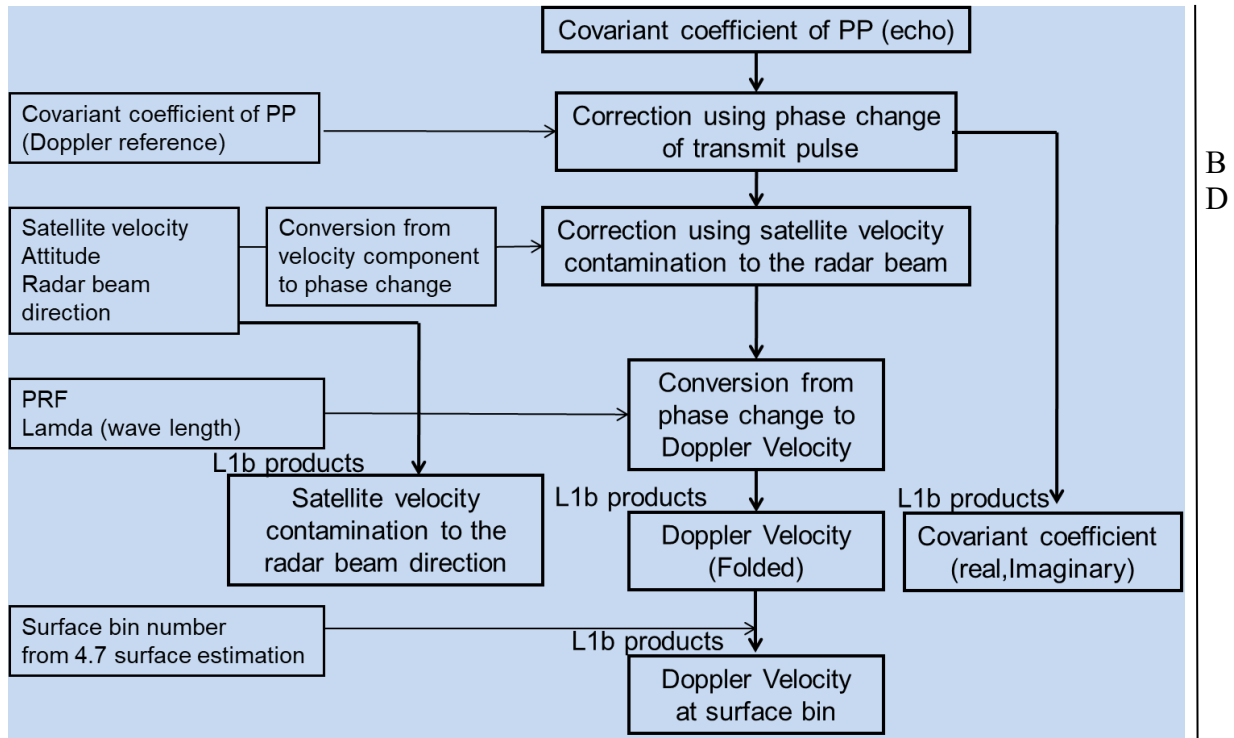 Covariant coefficient of PP (echo)
Covariant coefficient of PP
(Doppler reference)
Correction using phase change
of transmit pulse
B
D
Satellite velocity
Attitude
Radar beam
direction
Conversion from
velocity component
to phase change
Correction using satellite velocity
contamination to the radar beam
PRF
Lamda (wave length)
Conversion from
phase change to
Doppler Velocity
L1b products
Satellite velocity
contamination to the
radar beam direction
L1b products
Doppler Velocity
(Folded)
L1b products
Covariant coefficient
(real,Imaginary)
Surface bin number
from 4.7 surface estimation
L1b products
Doppler Velocity
at surface bin